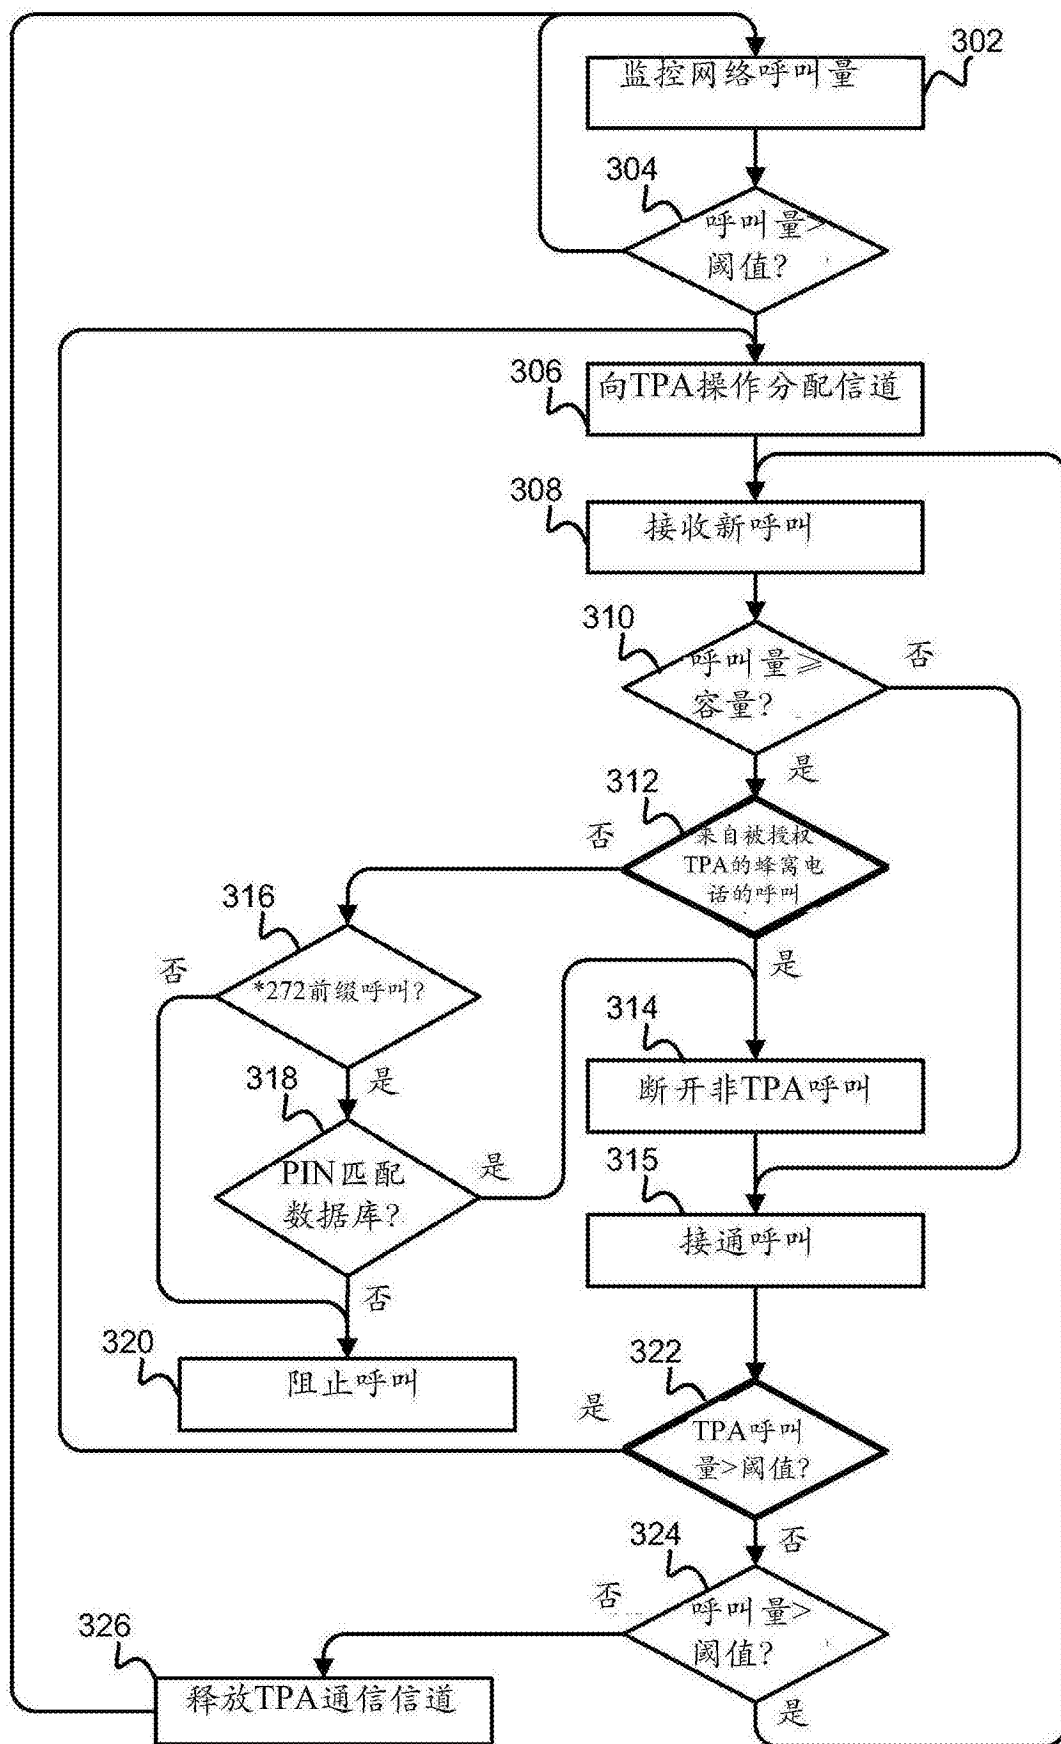 302
监控网络呼叫量
304
呼叫量>
阈值?
306
向TPA操作分配信道
308
接收新呼叫
310
呼叫量≥
容量?
否
是
312
否
来自被授权
TPA的蜂窝电
话的呼叫
是
316
否
*272前缀呼叫?
是
314
断开非TPA呼叫
318
PIN匹配
数据库?
是
否
315
接通呼叫
320
阻止呼叫
322
是
TPA呼叫
量>阈值?
否
324
否
呼叫量>
阈值?
是
326
释放TPA通信信道